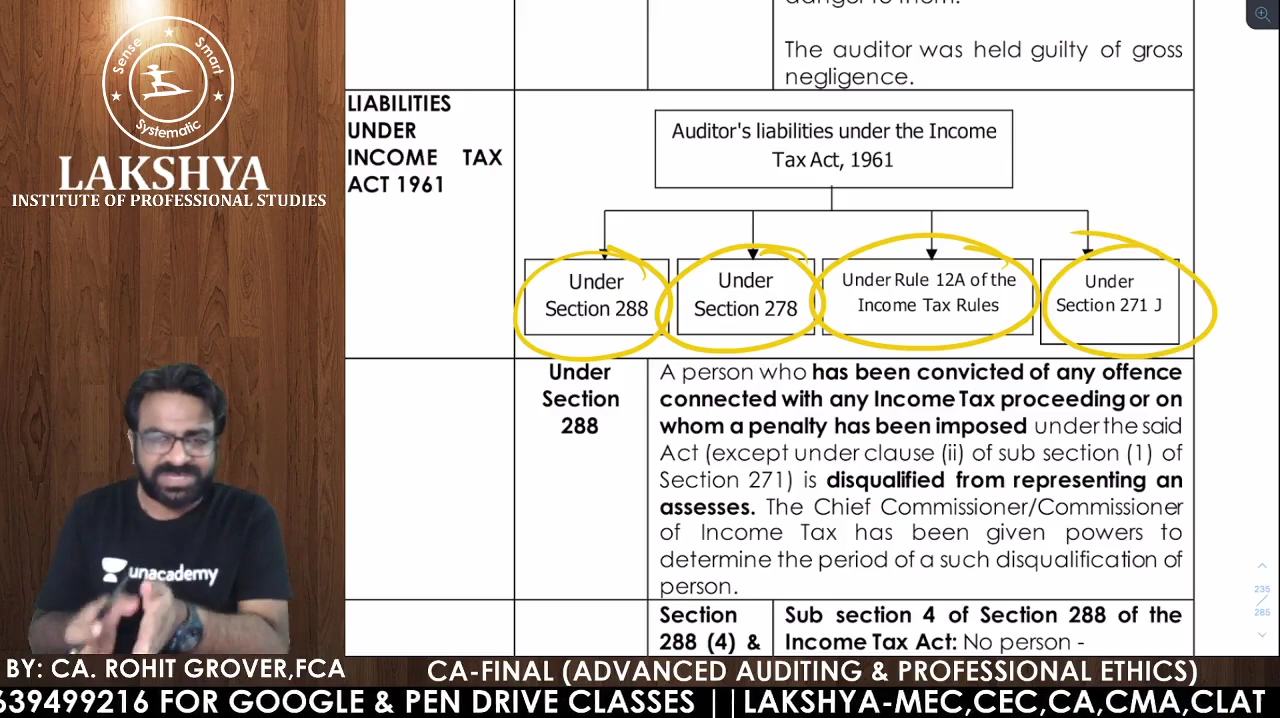 danger to them.
The auditor was held guilty of gross
negligence.
Sense
Smart
Systematic
LAKSHYA
INSTITUTE OF PROFESSIONAL STUDIES
LIABILITIES
UNDER
INCOME TAX
ACT 1961
Auditor's liabilities under the Income
Tax Act, 1961
Under
Section 288
Under
Section 278
Under Rule 12A of the
Income Tax Rules
Under
Section 271 J
Under
Section
288
A person who has been convicted of any offence
connected with any Income Tax proceeding or on
whom a penalty has been imposed under the said
Act (except under clause (ii) of sub section (1) of
Section 271) is disqualified from representing an
assesses. The Chief Commissioner/Commissioner
of Income Tax has been given powers to
determine the period of a such disqualification of
person.
Section
288 (4) &
Sub section 4 of Section 288 of the
Income Tax Act: No person -
unacademy
235
285
BY: CA. ROHIT GROVER,FCA
CA-FINAL (ADVANCED AUDITING & PROFESSIONAL ETHICS)
639499216 FOR GOOGLE & PEN DRIVE CLASSES ||LAKSHYA-MEC,CEC,CA,CMA,CLAT